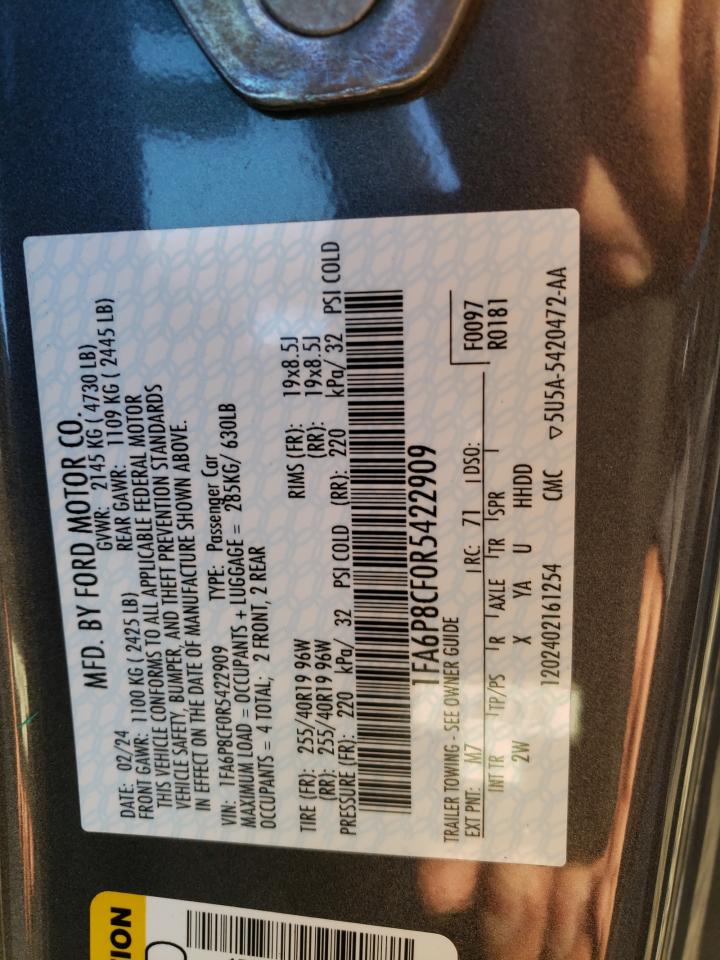 MFD. BY FORD MOTOR CO.
DATE: 02/24 GVWR: 2145 KG ( 4730 LB)
FRONT GAWR: 1100 KG ( 2425 LB) REAR GAWR: 1109 KG ( 2445 LB)
THIS VEHICLE CONFORMS TO ALL APPLICABLE FEDERAL MOTOR
VEHICLE SAFETY, BUMPER, AND THEFT PREVENTION STANDARDS
IN EFFECT ON THE DATE OF MANUFACTURE SHOWN ABOVE.
VIN: 1FA6P8CF0R5422909 TYPE: Passenger Car
MAXIMUM LOAD = OCCUPANTS + LUGGAGE = 285KG/ 630LB
OCCUPANTS = 4 TOTAL; 2 FRONT, 2 REAR
TIRE (FR): 255/40R19 96W RIMS (FR): 19x8.5J
(RR): 255/40R19 96W (RR): 19x8.5J
PRESSURE (FR): 220 kPa/ 32 PSI COLD (RR): 220 kPa/ 32 PSI COLD
1FA6P8CF0R5422909
TRAILER TOWING - SEE OWNER GUIDE
EXT PNT: M7 RC: 71 DSO: F0097
INT TR TP/PS R AXLE TR SPR R0181
2W X YA U HHDD
1202402161254 CMC ▽5U5A-5420472-AA